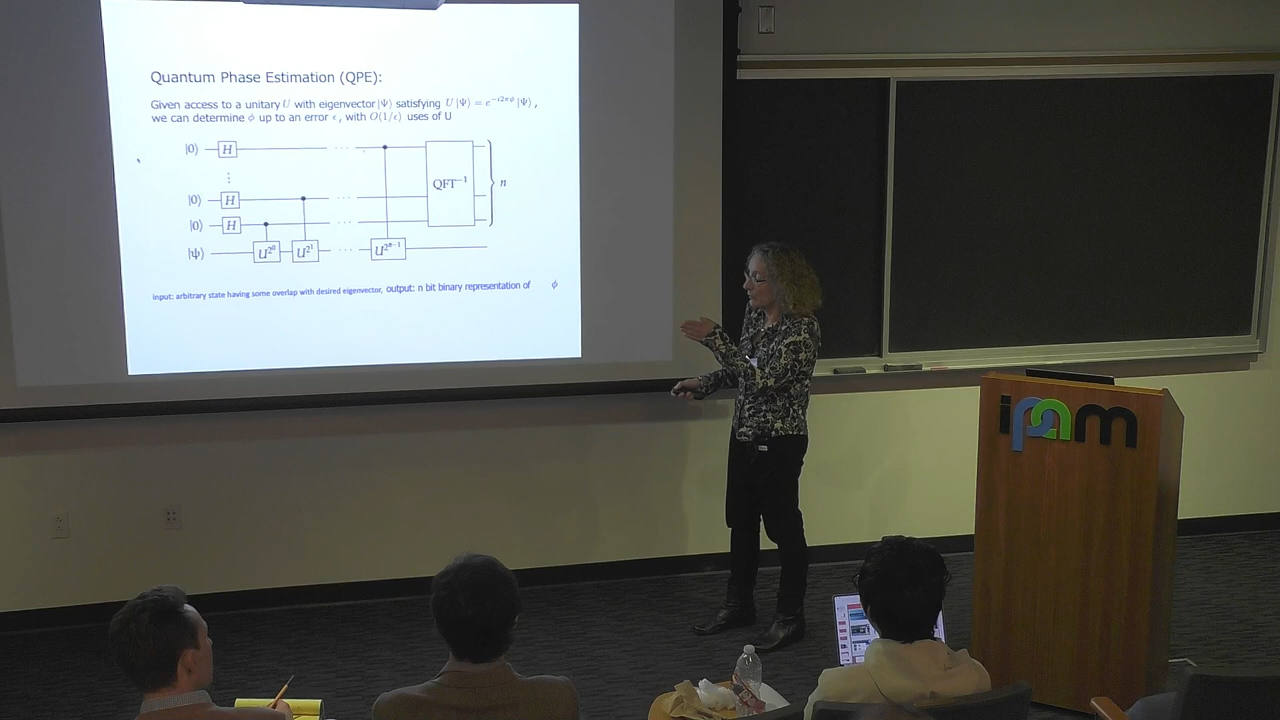 Quantum Phase Estimation (QPE):
Given access to a unitary U with eigenvector |Ψ⟩ satisfying U |Ψ⟩ = e^{-i2πϕ} |Ψ⟩ ,
we can determine ϕ up to an error ϵ, with O(1/ϵ) uses of U
|0⟩ H ···
⋮
|0⟩ H ···
|0⟩ H ···
QFT⁻¹
n
|ψ⟩ U^{2^0} U^{2^1} ··· U^{2^{n-1}}
input: arbitrary state having some overlap with desired eigenvector, output: n bit binary representation of ϕ
ipam